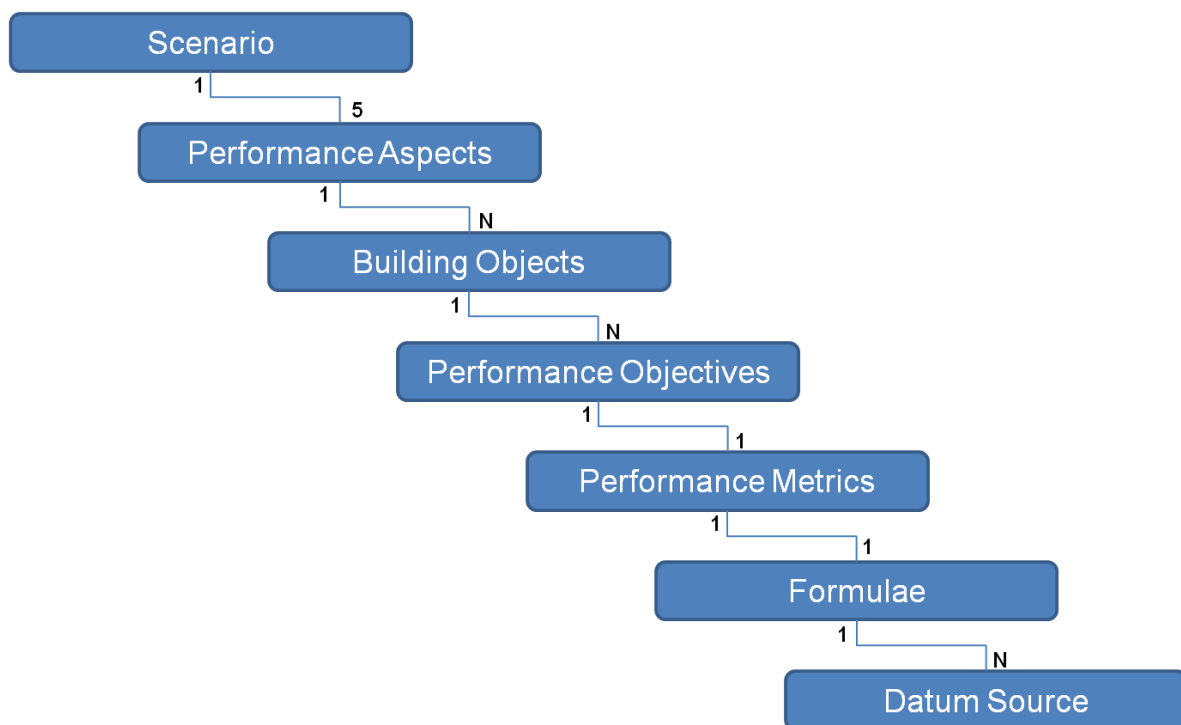 Scenario
1
5
Performance Aspects
1
N
Building Objects
1
N
Performance Objectives
1
1
Performance Metrics
1
1
Formulae
1
N
Datum Source